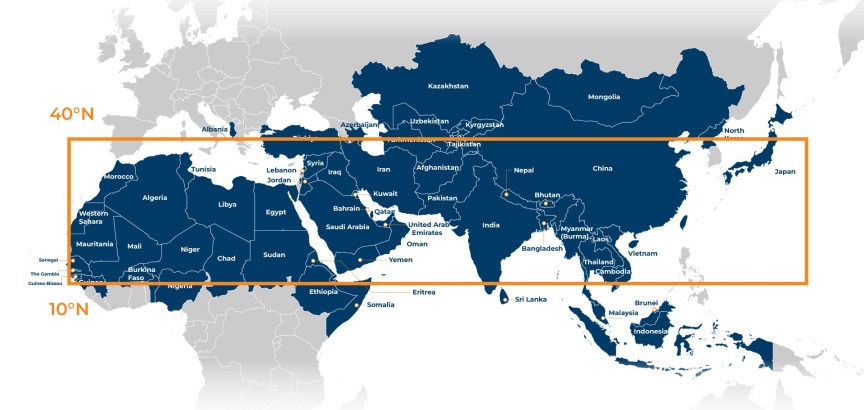 Kazakhstan
Mongolia
40°N
Uzbekistan
Kyrgyzstan
Azerbaijan
Albania
North
Tajikistan
Japan
Tunisia
Lebanon
Syria
Jordan
Iraq
Iran
Afghanistan
China
Nepal
Morocco
Algeria
Libya
Egypt
Kuwait
Pakistan
Bhutan
Bahrain
Qatar
Western
Sahara
Saudi Arabia
United Arab
Emirates
India
Myanmar
(Burma)
Laos
Bangladesh
Vietnam
Mauritania
Mali
Niger
Chad
Sudan
Oman
Yemen
Thailand
Cambodia
Senegal
The Gambia
Guinea-Bissau
Burkina
Faso
Nigeria
Ethiopia
Eritrea
Somalia
Sri Lanka
10°N
Brunei
Malaysia
Indonesia